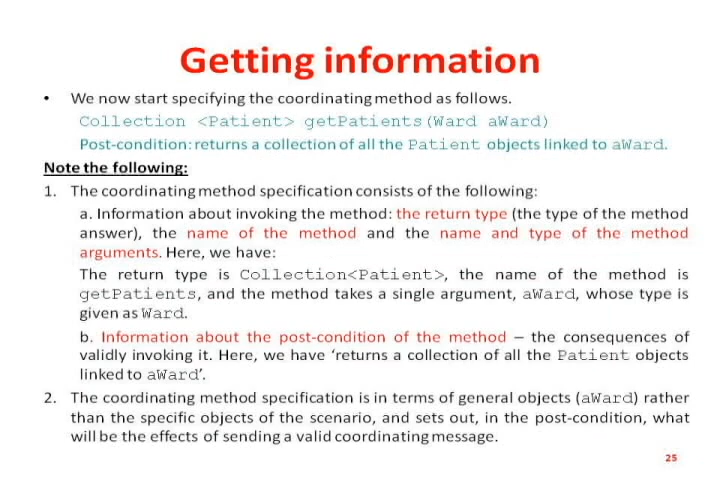 Getting information
• We now start specifying the coordinating method as follows.
Collection <Patient> getPatients(Ward aWard)
Post-condition: returns a collection of all the Patient objects linked to aWard.
Note the following:
1. The coordinating method specification consists of the following:
a. Information about invoking the method: the return type (the type of the method
answer), the name of the method and the name and type of the method
arguments. Here, we have:
The return type is Collection<Patient>, the name of the method is
getPatients, and the method takes a single argument, aWard, whose type is
given as Ward.
b. Information about the post-condition of the method – the consequences of
validly invoking it. Here, we have ‘returns a collection of all the Patient objects
linked to aWard’.
2. The coordinating method specification is in terms of general objects (aWard) rather
than the specific objects of the scenario, and sets out, in the post-condition, what
will be the effects of sending a valid coordinating message.
25